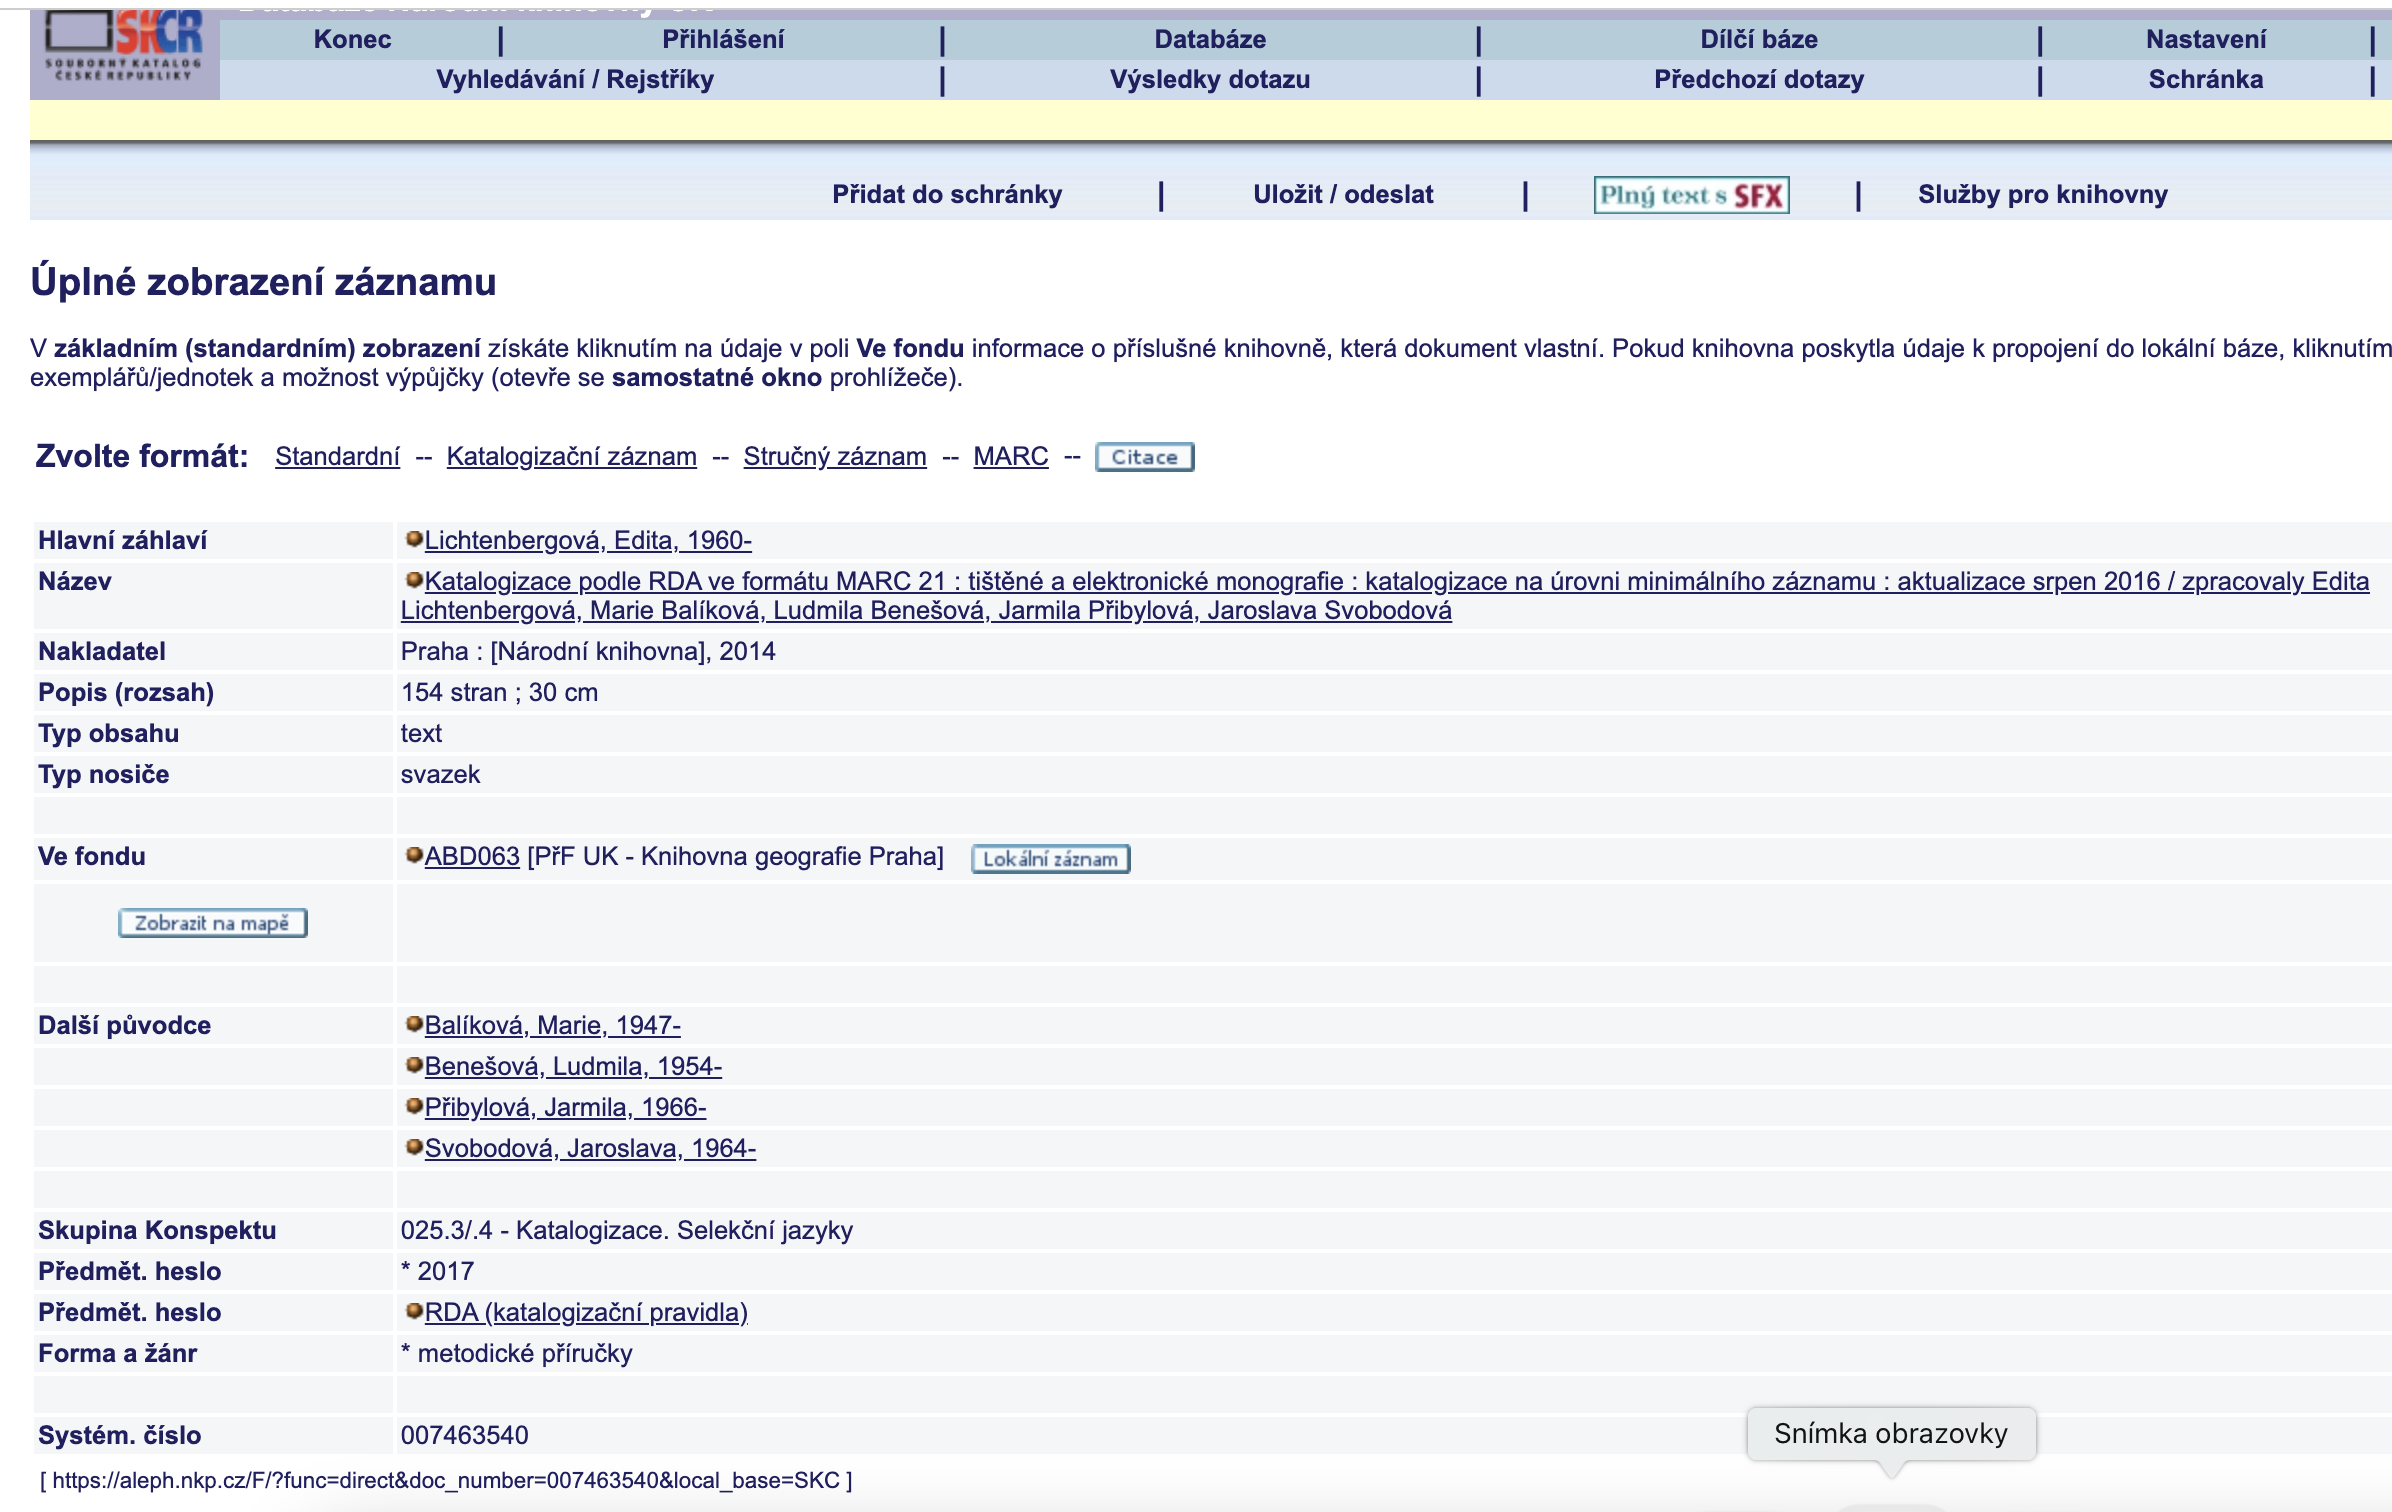 SKCR
SOUBORNÝ KATALOG
ČESKÉ REPUBLIKY
Konec | Přihlášení | Databáze | Dílčí báze | Nastavení |
Vyhledávání / Rejstříky | Výsledky dotazu | Předchozí dotazy | Schránka |
Přidat do schránky | Uložit / odeslat | Plný text s SFX | Služby pro knihovny
Úplné zobrazení záznamu
V základním (standardním) zobrazení získáte kliknutím na údaje v poli Ve fondu informace o příslušné knihovně, která dokument vlastní. Pokud knihovna poskytla údaje k propojení do lokální báze, kliknutím
exemplářů/jednotek a možnost výpůjčky (otevře se samostatné okno prohlížeče).
Zvolte formát: Standardní -- Katalogizační záznam -- Stručný záznam -- MARC -- Citace
Hlavní záhlaví Lichtenbergová, Edita, 1960-
Název Katalogizace podle RDA ve formátu MARC 21 : tištěné a elektronické monografie : katalogizace na úrovni minimálního záznamu : aktualizace srpen 2016 / zpracovaly Edita
Lichtenbergová, Marie Balíková, Ludmila Benešová, Jarmila Přibylová, Jaroslava Svobodová
Nakladatel Praha : [Národní knihovna], 2014
Popis (rozsah) 154 stran ; 30 cm
Typ obsahu text
Typ nosiče svazek
Ve fondu ABD063 [PřF UK - Knihovna geografie Praha] Lokální záznam
Zobrazit na mapě
Další původce Balíková, Marie, 1947-
Benešová, Ludmila, 1954-
Přibylová, Jarmila, 1966-
Svobodová, Jaroslava, 1964-
Skupina Konspektu 025.3/.4 - Katalogizace. Selekční jazyky
Předmět. heslo * 2017
Předmět. heslo RDA (katalogizační pravidla)
Forma a žánr * metodické příručky
Systém. číslo 007463540
Snímka obrazovky
[ https://aleph.nkp.cz/F/?func=direct&doc_number=007463540&local_base=SKC ]